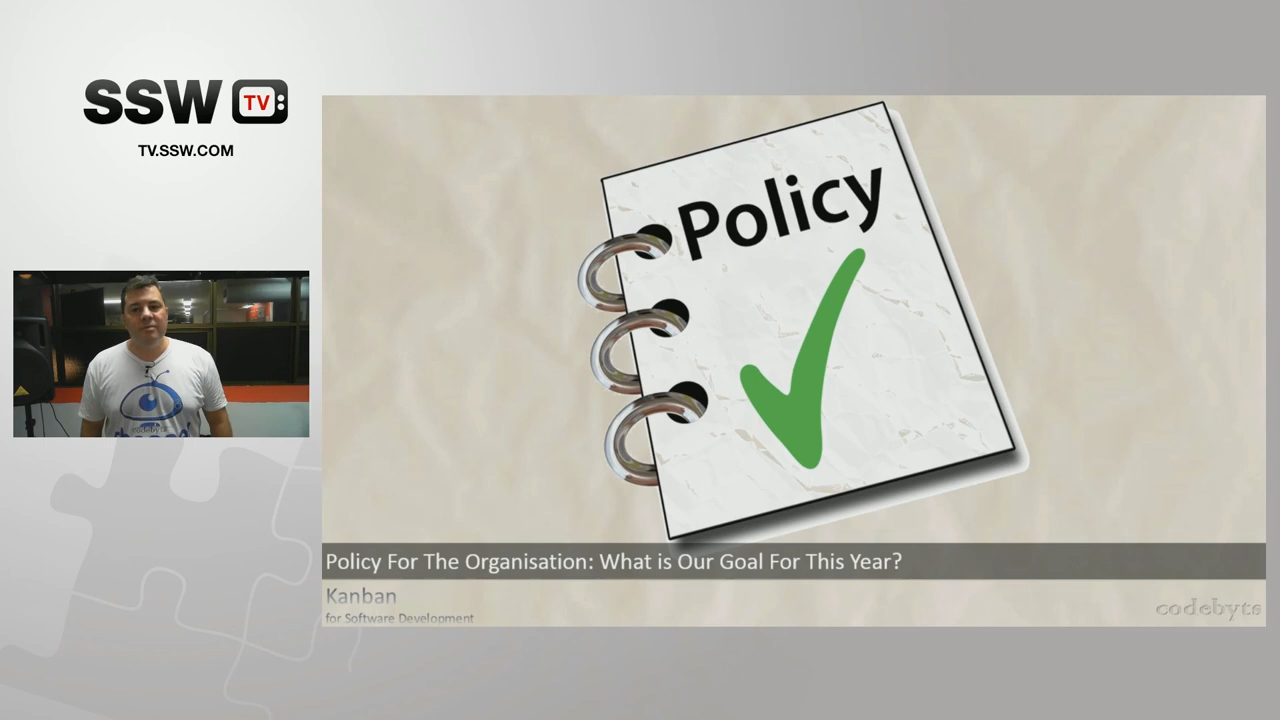 SSW TV
TV.SSW.COM
Policy
codebyts
Policy For The Organisation: What is Our Goal For This Year?
Kanban
for Software Development
codebyts